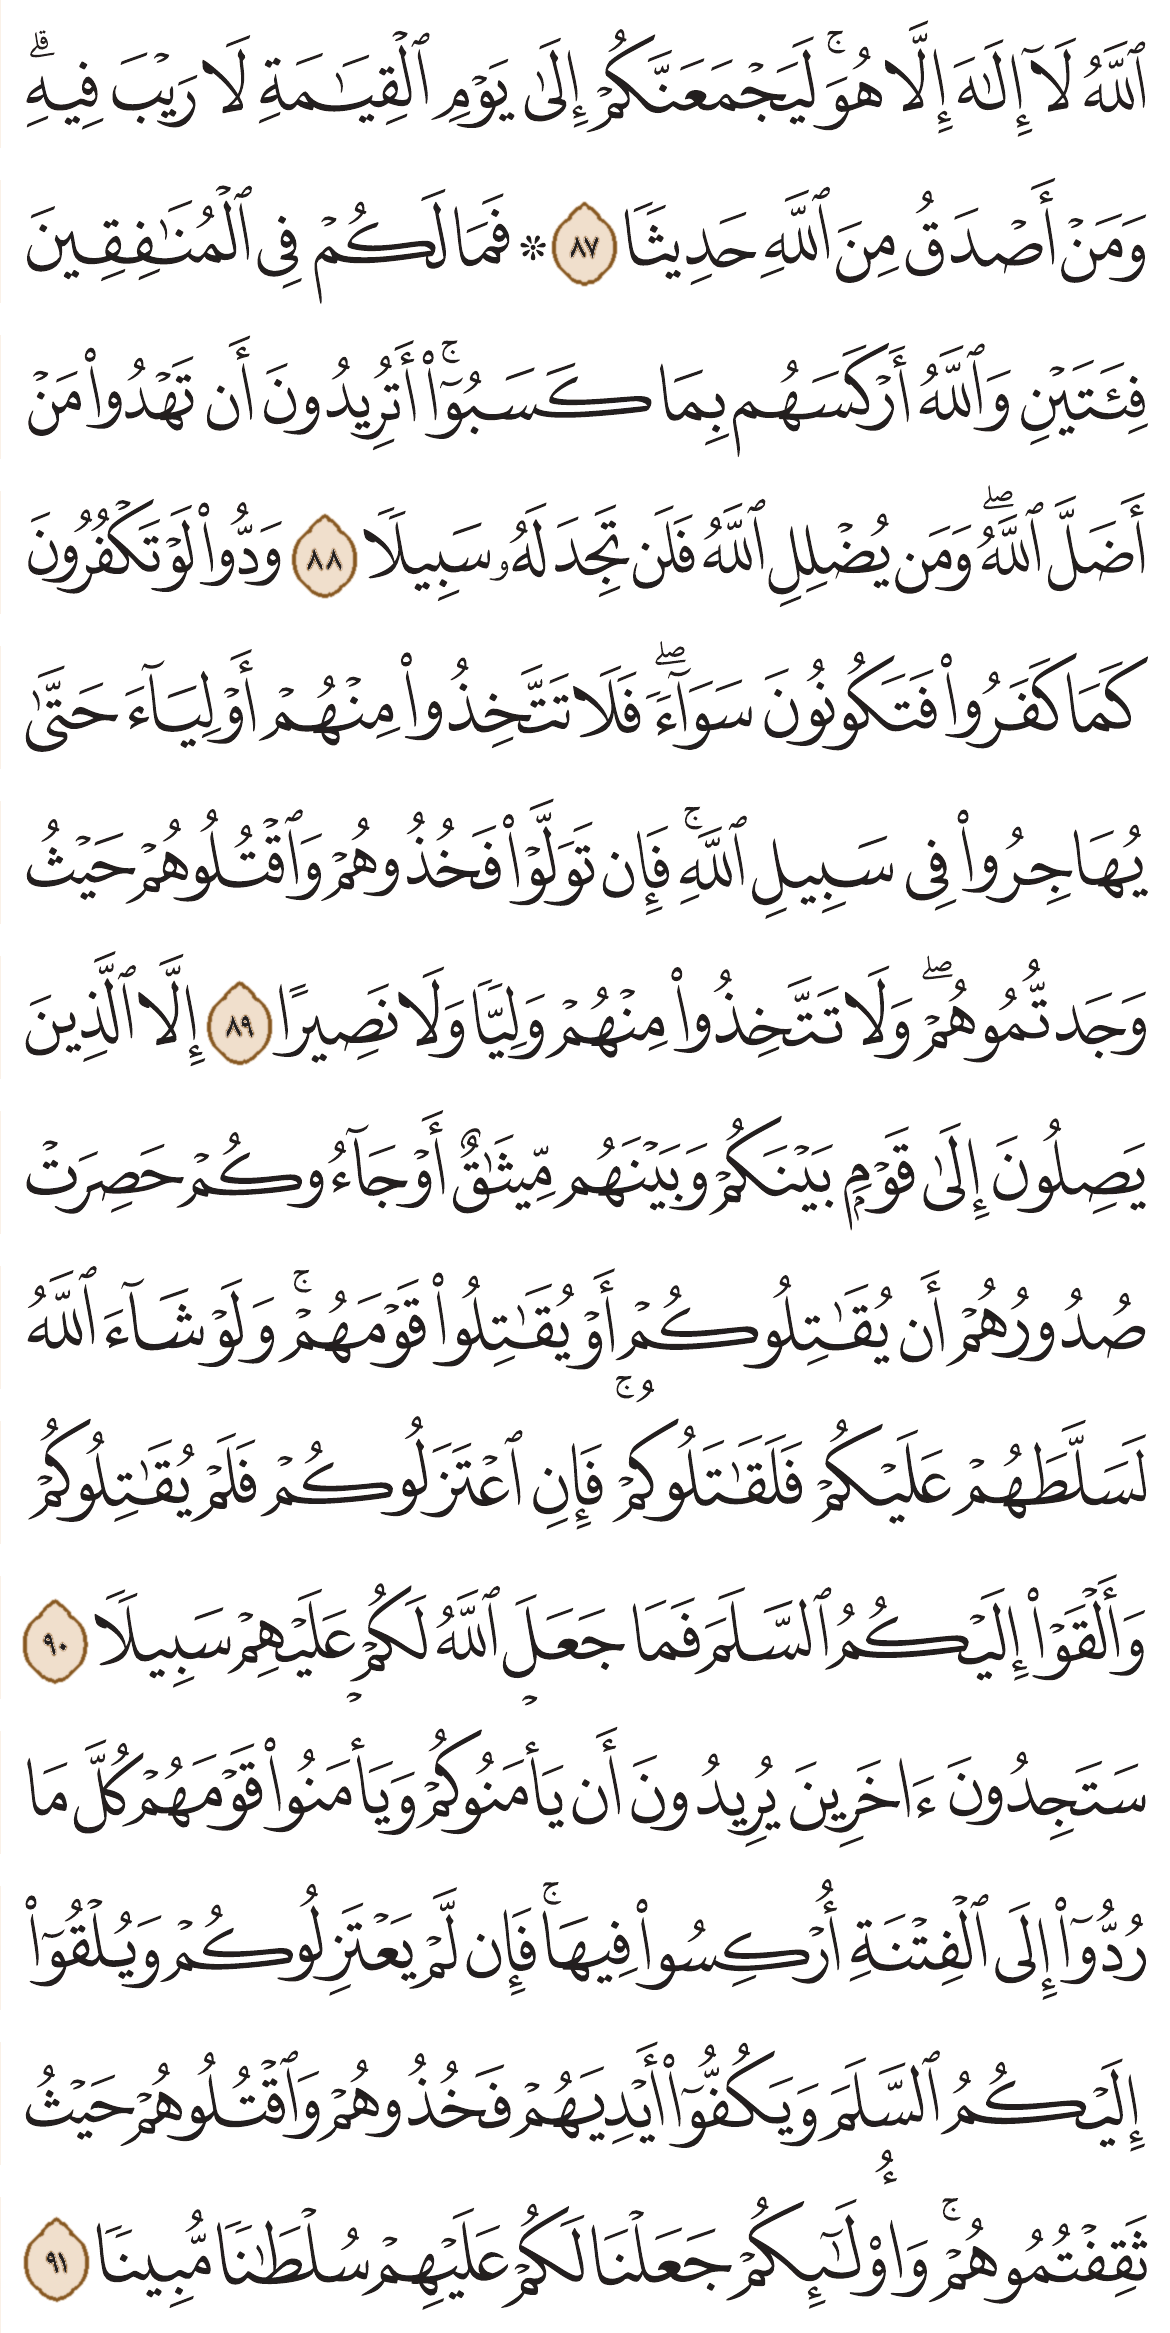 ٱللَّهُ لَآ إِلَٰهَ إِلَّا هُوَۚ لَيَجۡمَعَنَّكُمۡ إِلَىٰ يَوۡمِ ٱلۡقِيَٰمَةِ لَا رَيۡبَ فِيهِۗ
وَمَنۡ أَصۡدَقُ مِنَ ٱللَّهِ حَدِيثٗا ٨٧ ۞ فَمَا لَكُمۡ فِي ٱلۡمُنَٰفِقِينَ
فِئَتَيۡنِ وَٱللَّهُ أَرۡكَسَهُم بِمَا كَسَبُوٓاْۚ أَتُرِيدُونَ أَن تَهۡدُواْ مَنۡ
أَضَلَّ ٱللَّهُۖ وَمَن يُضۡلِلِ ٱللَّهُ فَلَن تَجِدَ لَهُۥ سَبِيلٗا ٨٨ وَدُّواْ لَوۡ تَكۡفُرُونَ
كَمَا كَفَرُواْ فَتَكُونُونَ سَوَآءٗۖ فَلَا تَتَّخِذُواْ مِنۡهُمۡ أَوۡلِيَآءَ حَتَّىٰ
يُهَاجِرُواْ فِي سَبِيلِ ٱللَّهِۚ فَإِن تَوَلَّوۡاْ فَخُذُوهُمۡ وَٱقۡتُلُوهُمۡ حَيۡثُ
وَجَدتُّمُوهُمۡۖ وَلَا تَتَّخِذُواْ مِنۡهُمۡ وَلِيّٗا وَلَا نَصِيرًا ٨٩ إِلَّا ٱلَّذِينَ
يَصِلُونَ إِلَىٰ قَوۡمِۭ بَيۡنَكُمۡ وَبَيۡنَهُم مِّيثَٰقٌ أَوۡ جَآءُوكُمۡ حَصِرَتۡ
صُدُورُهُمۡ أَن يُقَٰتِلُوكُمۡ أَوۡ يُقَٰتِلُواْ قَوۡمَهُمۡۚ وَلَوۡ شَآءَ ٱللَّهُ
لَسَلَّطَهُمۡ عَلَيۡكُمۡ فَلَقَٰتَلُوكُمۡۚ فَإِنِ ٱعۡتَزَلُوكُمۡ فَلَمۡ يُقَٰتِلُوكُمۡ
وَأَلۡقَوۡاْ إِلَيۡكُمُ ٱلسَّلَمَ فَمَا جَعَلَ ٱللَّهُ لَكُمۡ عَلَيۡهِمۡ سَبِيلٗا ٩٠
سَتَجِدُونَ ءَاخَرِينَ يُرِيدُونَ أَن يَأۡمَنُوكُمۡ وَيَأۡمَنُواْ قَوۡمَهُمۡ كُلَّ مَا
رُدُّوٓاْ إِلَى ٱلۡفِتۡنَةِ أُرۡكِسُواْ فِيهَاۚ فَإِن لَّمۡ يَعۡتَزِلُوكُمۡ وَيُلۡقُوٓاْ
إِلَيۡكُمُ ٱلسَّلَمَ وَيَكُفُّوٓاْ أَيۡدِيَهُمۡ فَخُذُوهُمۡ وَٱقۡتُلُوهُمۡ حَيۡثُ
ثَقِفۡتُمُوهُمۡۚ وَأُوْلَٰٓئِكُمۡ جَعَلۡنَا لَكُمۡ عَلَيۡهِمۡ سُلۡطَٰنٗا مُّبِينٗا ٩١